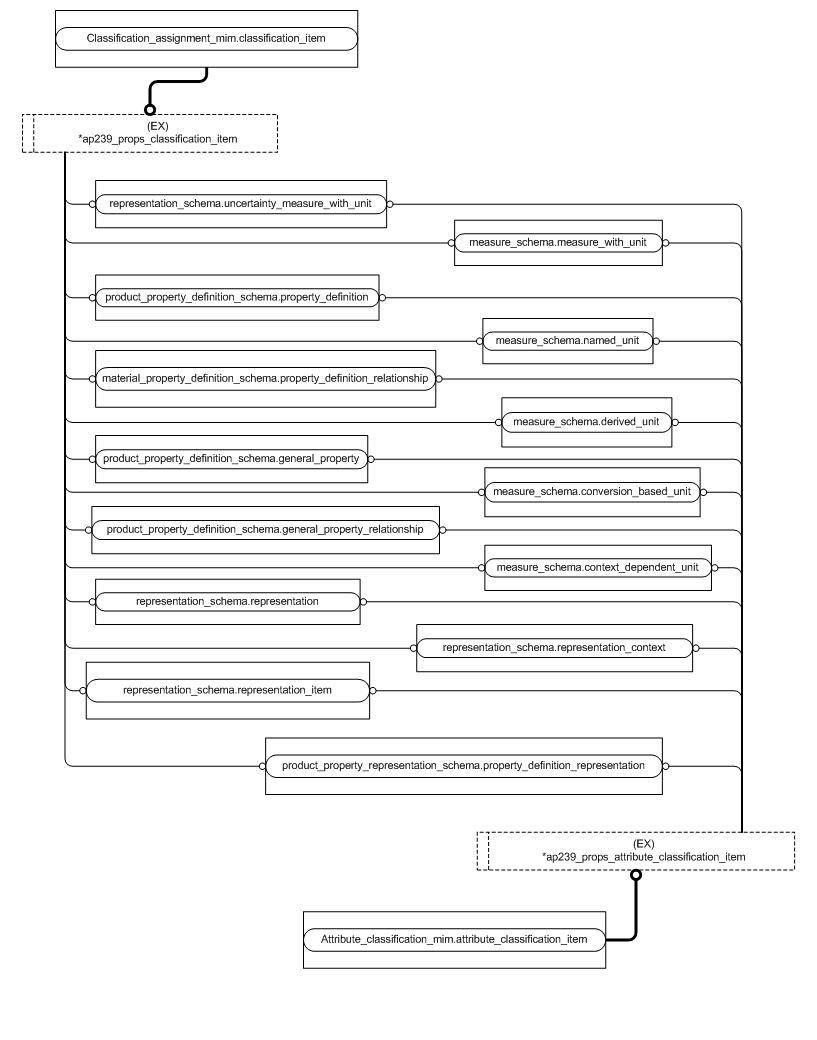 Classification_assignment_mim.classification_item
(EX)
*ap239_props_classification_item
representation_schema.uncertainty_measure_with_unit
measure_schema.measure_with_unit
product_property_definition_schema.property_definition
measure_schema.named_unit
material_property_definition_schema.property_definition_relationship
measure_schema.derived_unit
product_property_definition_schema.general_property
measure_schema.conversion_based_unit
product_property_definition_schema.general_property_relationship
measure_schema.context_dependent_unit
representation_schema.representation
representation_schema.representation_context
representation_schema.representation_item
product_property_representation_schema.property_definition_representation
(EX)
*ap239_props_attribute_classification_item
Attribute_classification_mim.attribute_classification_item